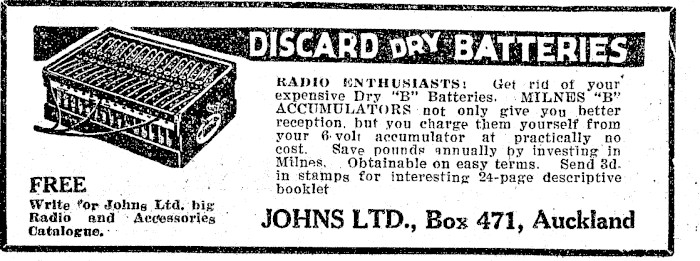 DISCARD DRY BATTERIES
RADIO ENTHUSIASTS: Get rid of your
expensive Dry "B" Batteries. MILNES "B"
ACCUMULATORS not only give you better
reception, but you charge them yourself from
your 6-volt acumulator at practically no
cost. Save pounds annually by investing in
Milnes. Obtainable on easy terms. Send 3d.
in stamps for interesting 24-page descriptive
booklet
FREE
Write for Johns Ltd. big
Radio and Accessories
Catalogue.
JOHNS LTD., Box 471, Auckland